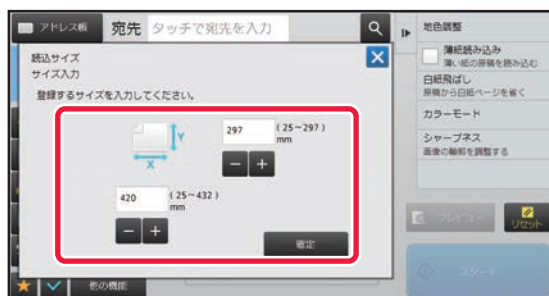 アドレス帳 宛先 タッチで宛先を入力
読込サイズ
サイズ入力
登録するサイズを入力してください。
Y
X
297 (25~297)
mm
420 (25~432)
mm
確定
他の機能
地色調整
薄紙読み込み
薄い紙の原稿を読み込む
白紙飛ばし
原稿から白紙ページを省く
カラーモード
シャープネス
画像の輪郭を調整する
プレビュー
リセット
スタート